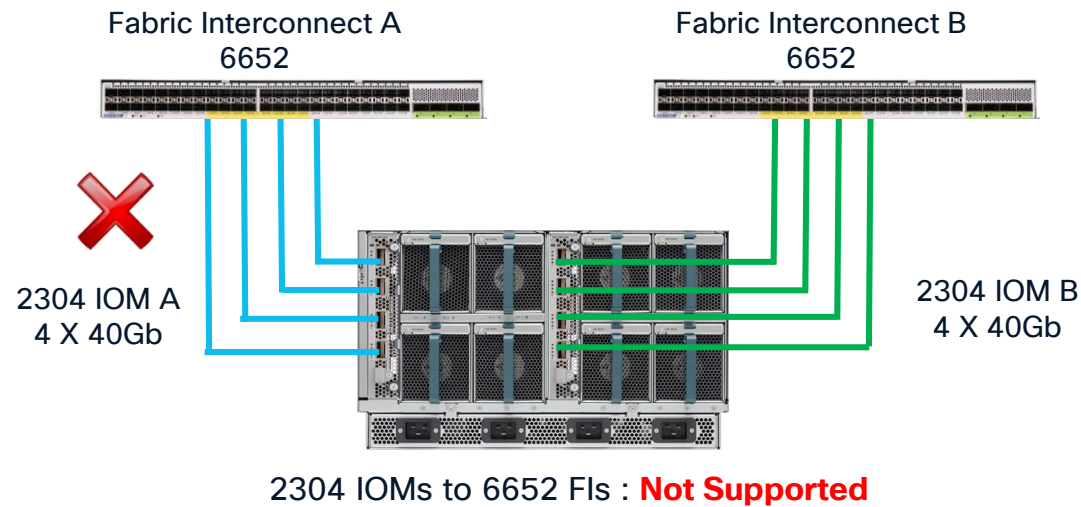 Fabric Interconnect A
6652
Fabric Interconnect B
6652
2304 IOM A
4 X 40Gb
2304 IOM B
4 X 40Gb
2304 IOMs to 6652 FIs : Not Supported